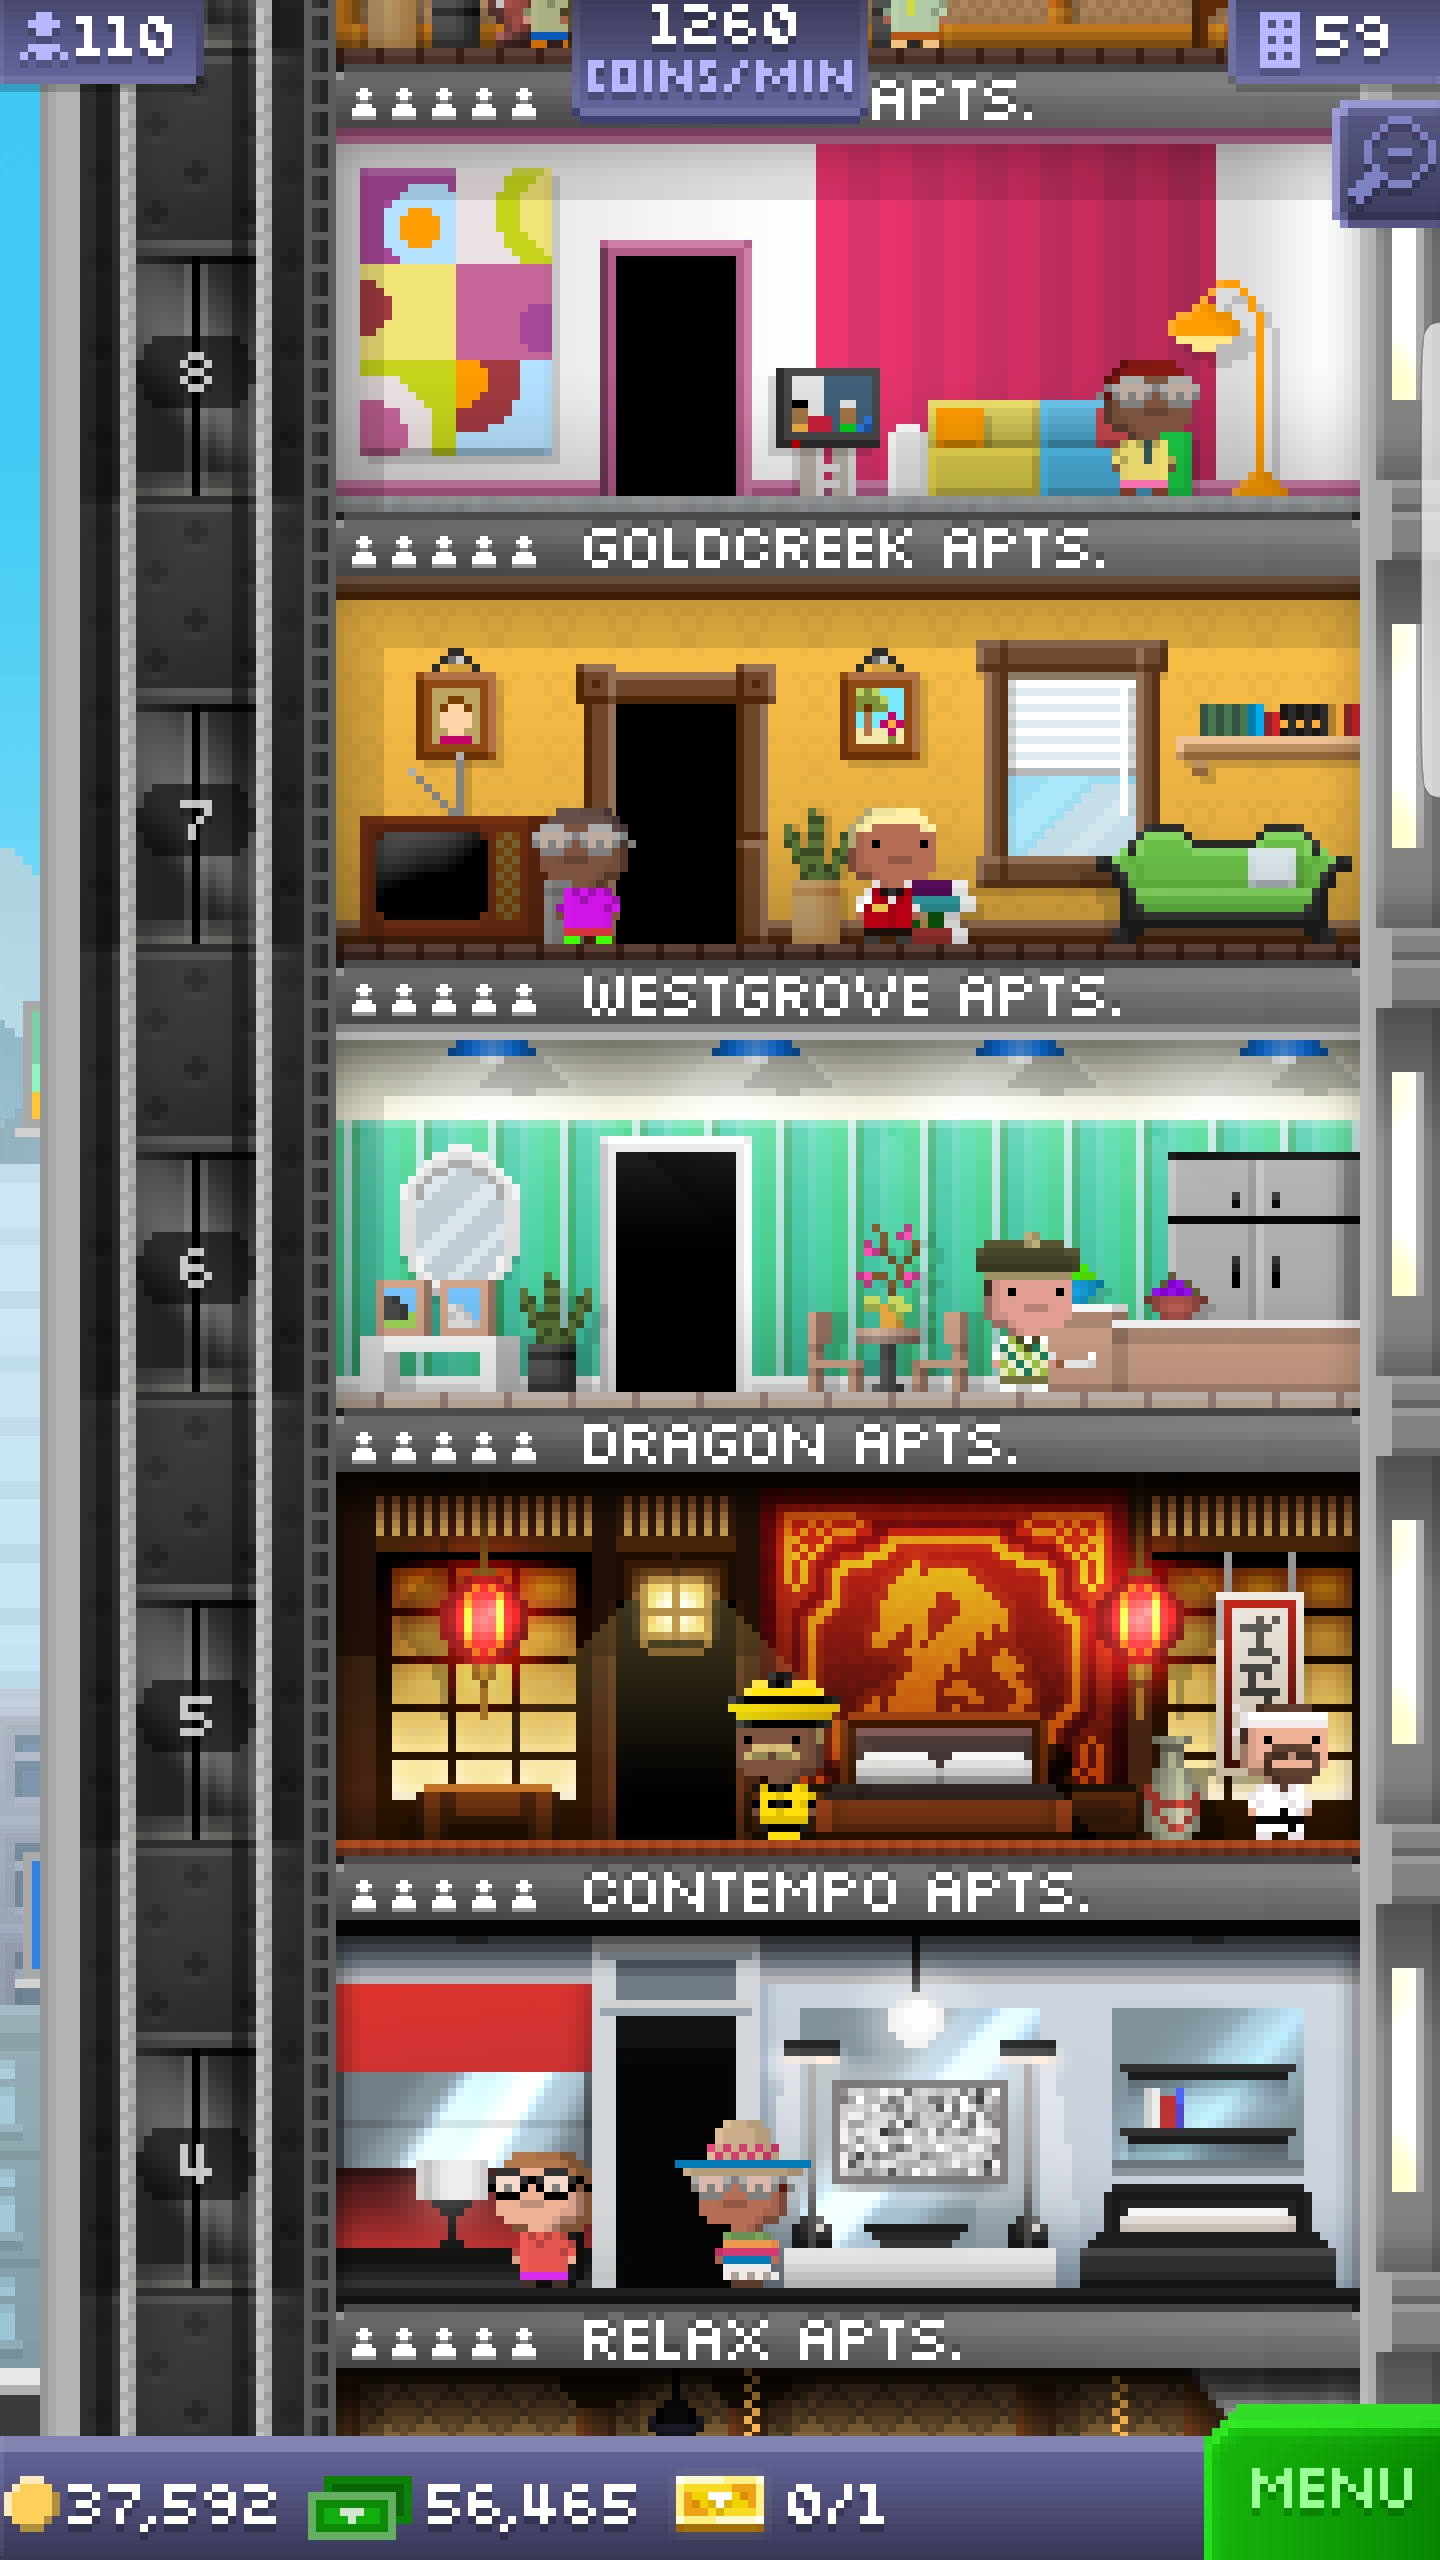 110
1260
COINS/MIN
59
APTS.
8
GOLDCREEK APTS.
7
WESTGROVE APTS.
6
DRAGON APTS.
5
CONTEMPO APTS.
4
RELAX APTS.
37,592
56,465
0/1
MENU